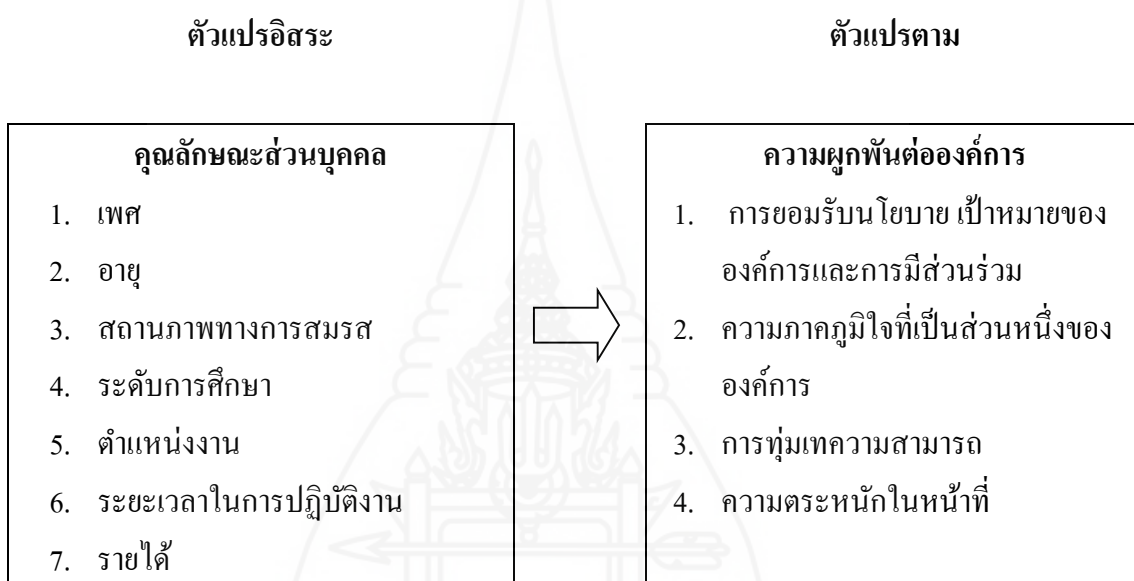 ตัวแปรอิสระ
ตัวแปรตาม
คุณลักษณะส่วนบุคคล
1. เพศ
2. อายุ
3. สถานภาพทางการสมรส
4. ระดับการศึกษา
5. ตำแหน่งงาน
6. ระยะเวลาในการปฏิบัติงาน
7. รายได้
ความผูกพันต่อองค์การ
1. การยอมรับนโยบาย เป้าหมายของ
องค์การและการมีส่วนร่วม
2. ความภาคภูมิใจที่เป็นส่วนหนึ่งของ
องค์การ
3. การทุ่มเทความสามารถ
4. ความตระหนักในหน้าที่